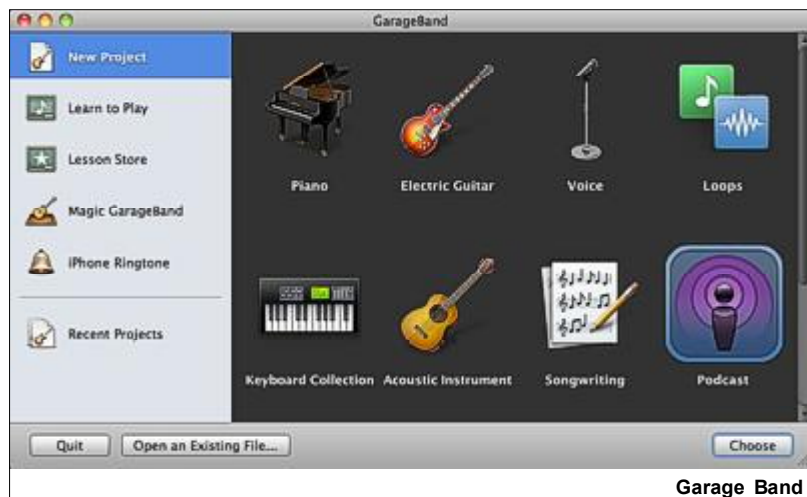 GarageBand
New Project
Learn to Play
Lesson Store
Magic GarageBand
iPhone Ringtone
Recent Projects
Piano
Electric Guitar
Voice
Loops
Keyboard Collection
Acoustic Instrument
Songwriting
Podcast
Quit
Open an Existing File...
Choose
Garage Band